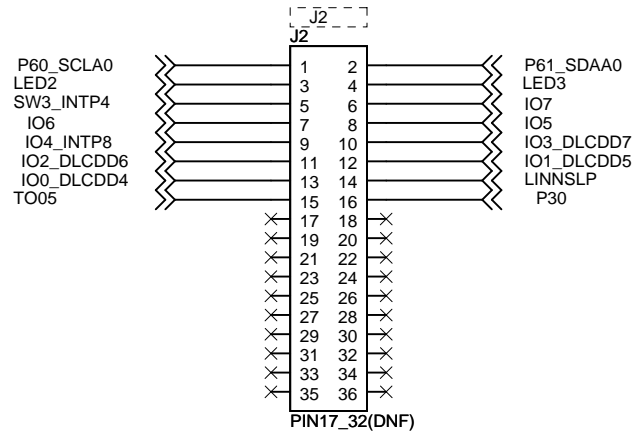 J2
J2
P60_SCLA0 1 2 P61_SDAA0
LED2 3 4 LED3
SW3_INTP4 5 6 IO7
IO6 7 8 IO5
IO4_INTP8 9 10 IO3_DLCDD7
IO2_DLCDD6 11 12 IO1_DLCDD5
IO0_DLCDD4 13 14 LINNSLP
TO05 15 16 P30
17 18
19 20
21 22
23 24
25 26
27 28
29 30
31 32
33 34
35 36
PIN17_32(DNF)